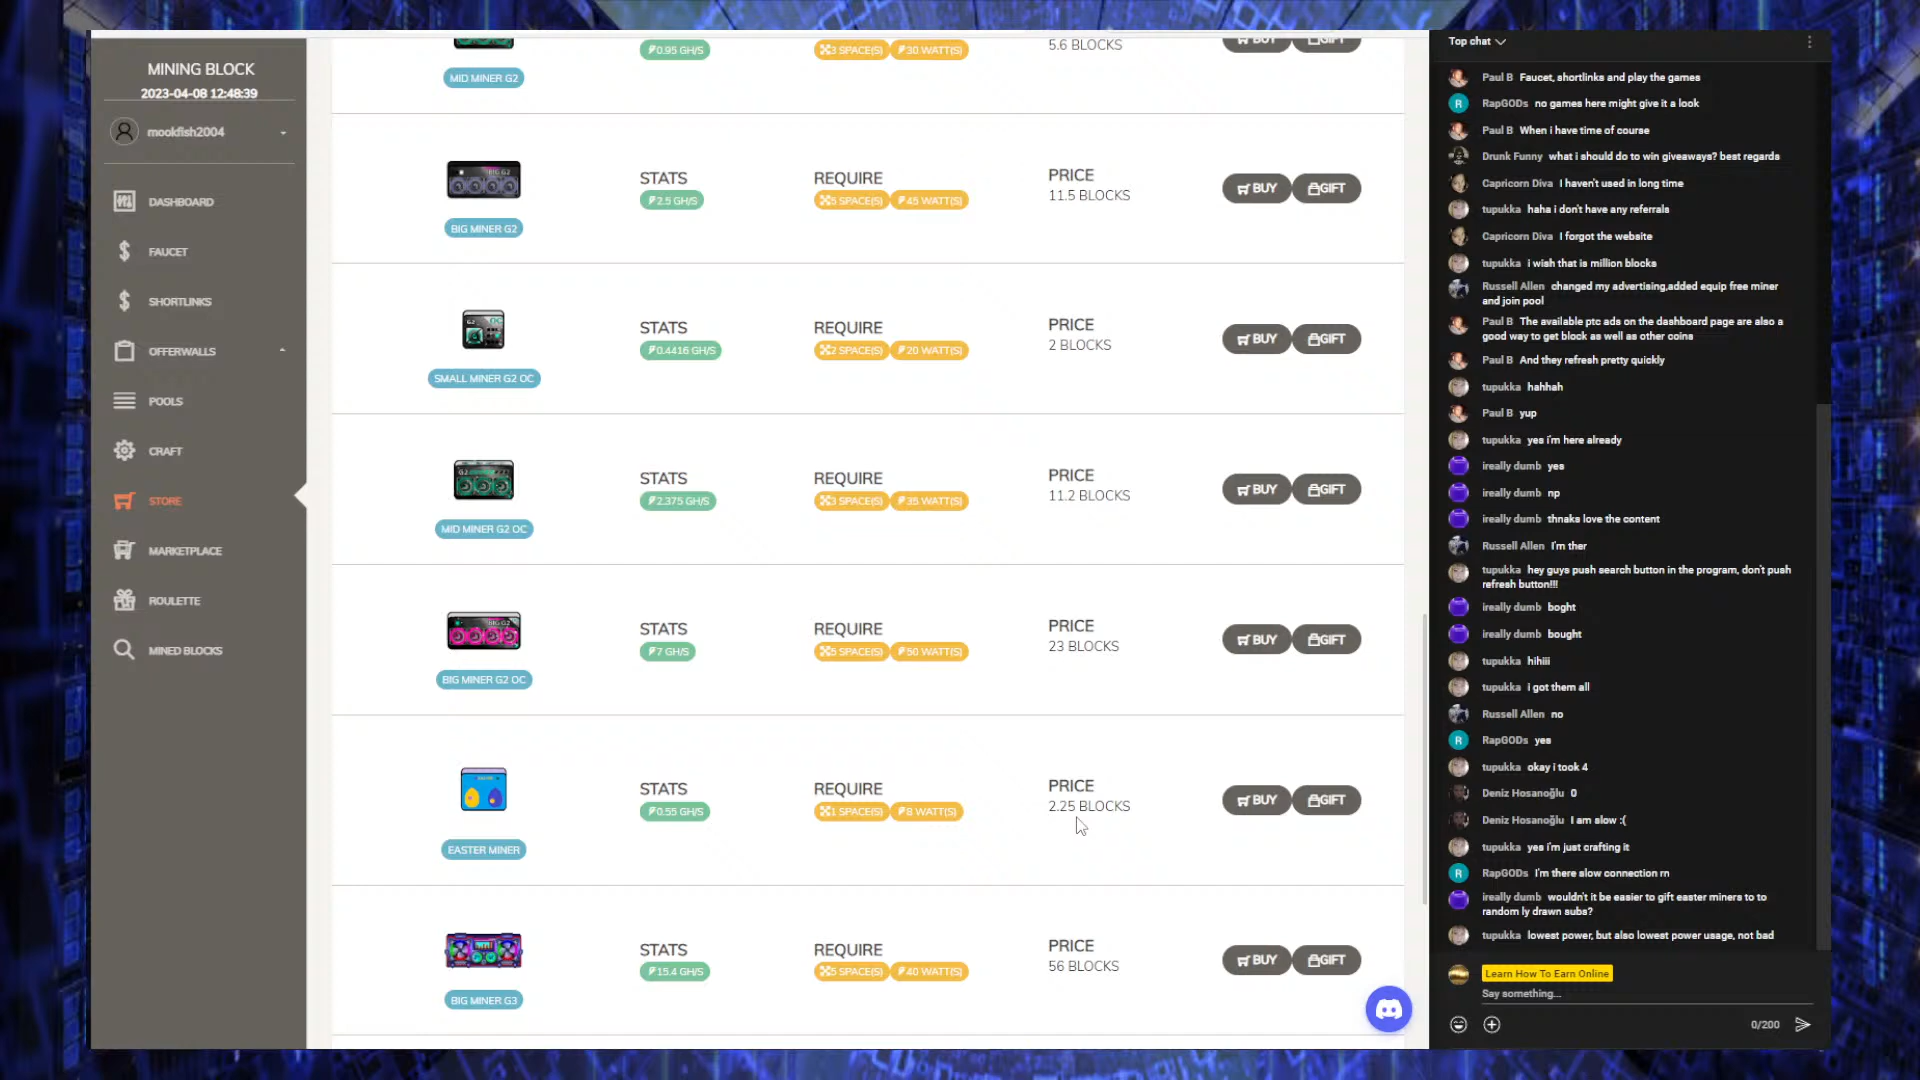 MINING BLOCK
2023-04-08 12:48:39
mookfish2004
DASHBOARD
FAUCET
SHORTLINKS
OFFERWALLS
POOLS
CRAFT
STORE
MARKETPLACE
ROULETTE
MINED BLOCKS
0.95 GH/S
3 SPACE(S) 30 WATT(S)
5.6 BLOCKS
BUY GIFT
MID MINER G2
BIG G2
STATS REQUIRE PRICE
2.5 GH/S 5 SPACE(S) 45 WATT(S) 11.5 BLOCKS
BUY GIFT
BIG MINER G2
G2 OC
STATS REQUIRE PRICE
0.4416 GH/S 2 SPACE(S) 20 WATT(S) 2 BLOCKS
BUY GIFT
SMALL MINER G2 OC
G2
STATS REQUIRE PRICE
2.375 GH/S 3 SPACE(S) 35 WATT(S) 11.2 BLOCKS
BUY GIFT
MID MINER G2 OC
BIG G2
STATS REQUIRE PRICE
7 GH/S 5 SPACE(S) 50 WATT(S) 23 BLOCKS
BUY GIFT
BIG MINER G2 OC
STATS REQUIRE PRICE
0.55 GH/S 1 SPACE(S) 8 WATT(S) 2.25 BLOCKS
BUY GIFT
EASTER MINER
STATS REQUIRE PRICE
15.4 GH/S 5 SPACE(S) 40 WATT(S) 56 BLOCKS
BUY GIFT
BIG MINER G3
Top chat
Paul B Faucet, shortlinks and play the games
R RapGODs no games here might give it a look
Paul B When i have time of course
Drunk Funny what i should do to win giveaways? best regards
Capricorn Diva I haven't used in long time
tupukka haha i don't have any referrals
Capricorn Diva I forgot the website
tupukka i wish that is million blocks
Russell Allen changed my advertising,added equip free miner
and join pool
Paul B The available ptc ads on the dashboard page are also a
good way to get block as well as other coins
Paul B And they refresh pretty quickly
tupukka hahhah
Paul B yup
tupukka yes i'm here already
ireally dumb yes
ireally dumb np
ireally dumb thnaks love the content
Russell Allen I'm ther
tupukka hey guys push search button in the program, don't push
refresh button!!!
ireally dumb boght
ireally dumb bought
tupukka hihiii
tupukka i got them all
Russell Allen no
R RapGODs yes
tupukka okay i took 4
Deniz Hosanoğlu 0
Deniz Hosanoğlu I am slow :(
tupukka yes i'm just crafting it
R RapGODs I'm there slow connection rn
ireally dumb wouldn't it be easier to gift easter miners to to
random ly drawn subs?
tupukka lowest power, but also lowest power usage, not bad
Learn How To Earn Online
Say something...
0/200